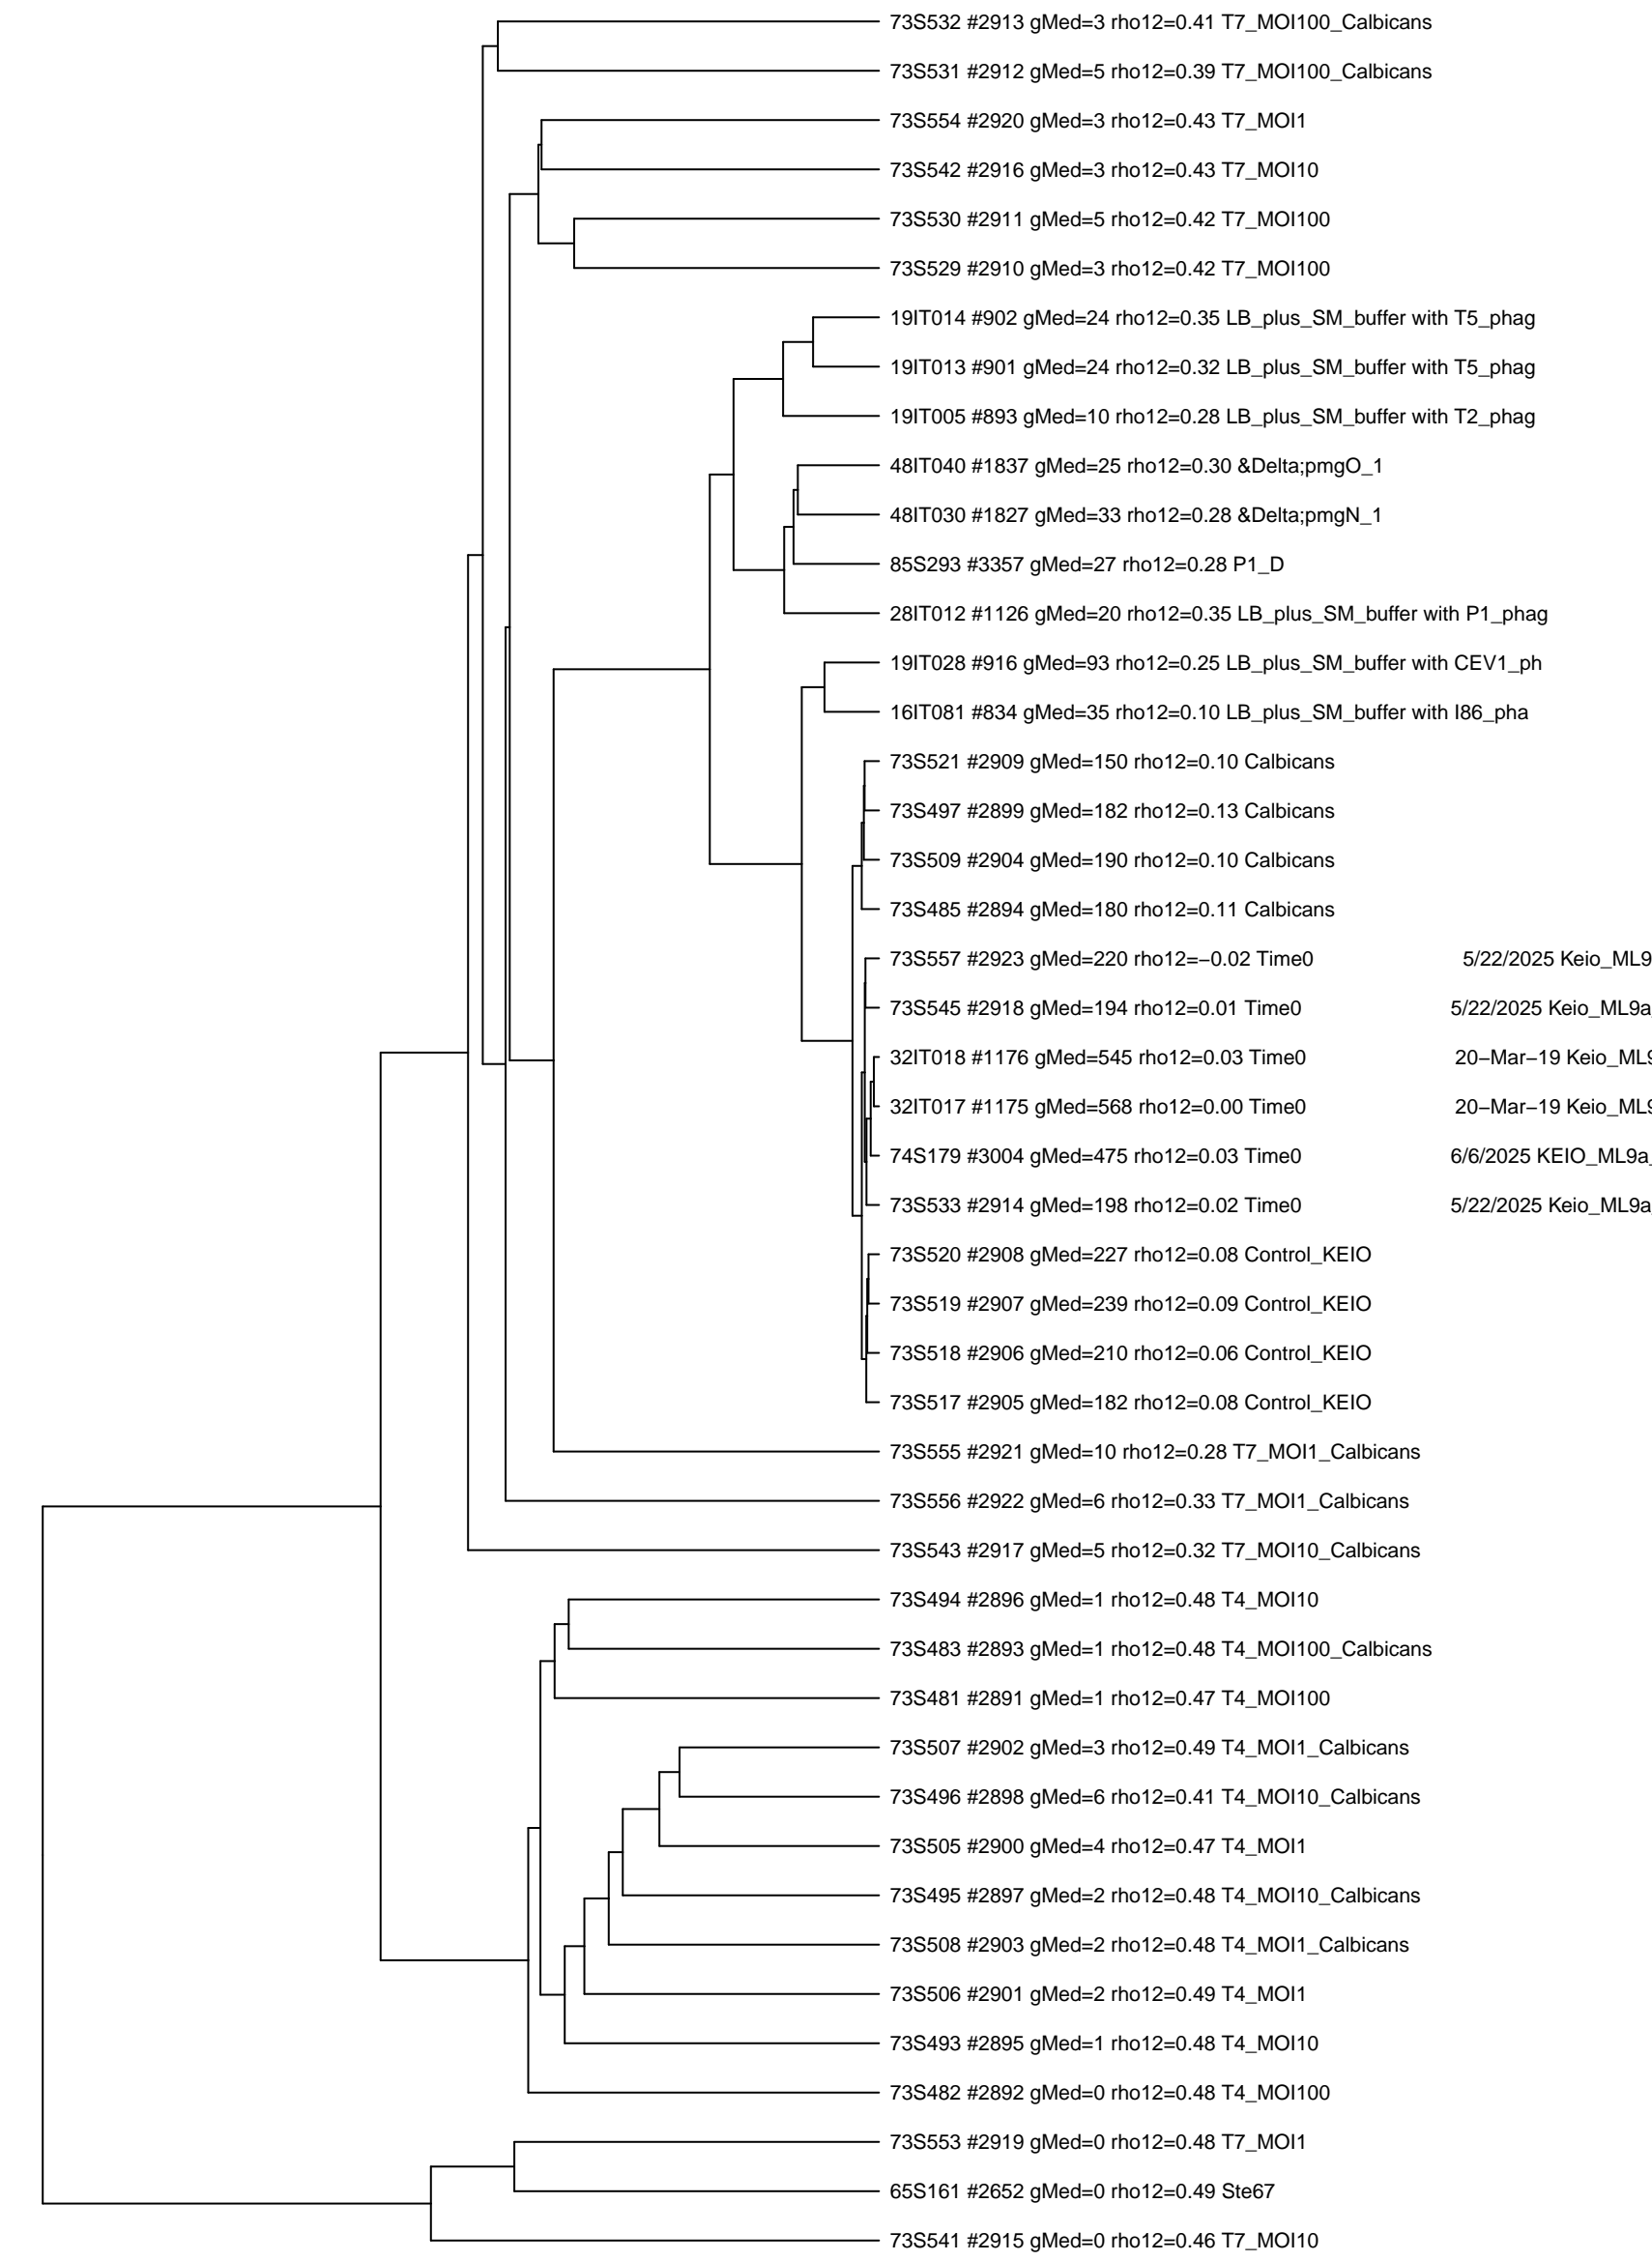 73S532 #2913 gMed=3 rho12=0.41 T7_MOI100_Calbicans
73S531 #2912 gMed=5 rho12=0.39 T7_MOI100_Calbicans
73S554 #2920 gMed=3 rho12=0.43 T7_MOI1
73S542 #2916 gMed=3 rho12=0.43 T7_MOI10
73S530 #2911 gMed=5 rho12=0.42 T7_MOI100
73S529 #2910 gMed=3 rho12=0.42 T7_MOI100
19IT014 #902 gMed=24 rho12=0.35 LB_plus_SM_buffer with T5_phag
19IT013 #901 gMed=24 rho12=0.32 LB_plus_SM_buffer with T5_phag
19IT005 #893 gMed=10 rho12=0.28 LB_plus_SM_buffer with T2_phag
48IT040 #1837 gMed=25 rho12=0.30 &Delta;pmgO_1
48IT030 #1827 gMed=33 rho12=0.28 &Delta;pmgN_1
85S293 #3357 gMed=27 rho12=0.28 P1_D
28IT012 #1126 gMed=20 rho12=0.35 LB_plus_SM_buffer with P1_phag
19IT028 #916 gMed=93 rho12=0.25 LB_plus_SM_buffer with CEV1_ph
16IT081 #834 gMed=35 rho12=0.10 LB_plus_SM_buffer with I86_pha
73S521 #2909 gMed=150 rho12=0.10 Calbicans
73S497 #2899 gMed=182 rho12=0.13 Calbicans
73S509 #2904 gMed=190 rho12=0.10 Calbicans
73S485 #2894 gMed=180 rho12=0.11 Calbicans
73S557 #2923 gMed=220 rho12=−0.02 Time0 5/22/2025 Keio_ML9
73S545 #2918 gMed=194 rho12=0.01 Time0 5/22/2025 Keio_ML9a
32IT018 #1176 gMed=545 rho12=0.03 Time0 20−Mar−19 Keio_ML9
32IT017 #1175 gMed=568 rho12=0.00 Time0 20−Mar−19 Keio_ML9
74S179 #3004 gMed=475 rho12=0.03 Time0 6/6/2025 KEIO_ML9a_
73S533 #2914 gMed=198 rho12=0.02 Time0 5/22/2025 Keio_ML9a
73S520 #2908 gMed=227 rho12=0.08 Control_KEIO
73S519 #2907 gMed=239 rho12=0.09 Control_KEIO
73S518 #2906 gMed=210 rho12=0.06 Control_KEIO
73S517 #2905 gMed=182 rho12=0.08 Control_KEIO
73S555 #2921 gMed=10 rho12=0.28 T7_MOI1_Calbicans
73S556 #2922 gMed=6 rho12=0.33 T7_MOI1_Calbicans
73S543 #2917 gMed=5 rho12=0.32 T7_MOI10_Calbicans
73S494 #2896 gMed=1 rho12=0.48 T4_MOI10
73S483 #2893 gMed=1 rho12=0.48 T4_MOI100_Calbicans
73S481 #2891 gMed=1 rho12=0.47 T4_MOI100
73S507 #2902 gMed=3 rho12=0.49 T4_MOI1_Calbicans
73S496 #2898 gMed=6 rho12=0.41 T4_MOI10_Calbicans
73S505 #2900 gMed=4 rho12=0.47 T4_MOI1
73S495 #2897 gMed=2 rho12=0.48 T4_MOI10_Calbicans
73S508 #2903 gMed=2 rho12=0.48 T4_MOI1_Calbicans
73S506 #2901 gMed=2 rho12=0.49 T4_MOI1
73S493 #2895 gMed=1 rho12=0.48 T4_MOI10
73S482 #2892 gMed=0 rho12=0.48 T4_MOI100
73S553 #2919 gMed=0 rho12=0.48 T7_MOI1
65S161 #2652 gMed=0 rho12=0.49 Ste67
73S541 #2915 gMed=0 rho12=0.46 T7_MOI10